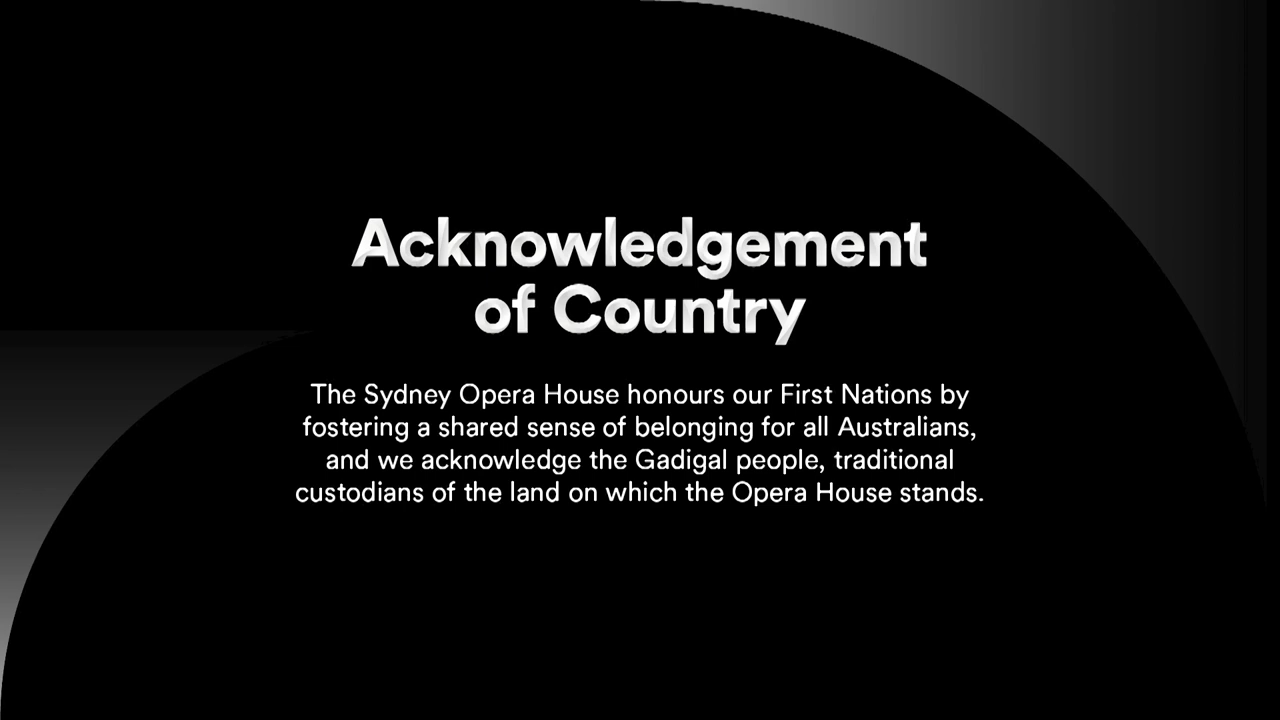 Acknowledgement
of Country
The Sydney Opera House honours our First Nations by
fostering a shared sense of belonging for all Australians,
and we acknowledge the Gadigal people, traditional
custodians of the land on which the Opera House stands.